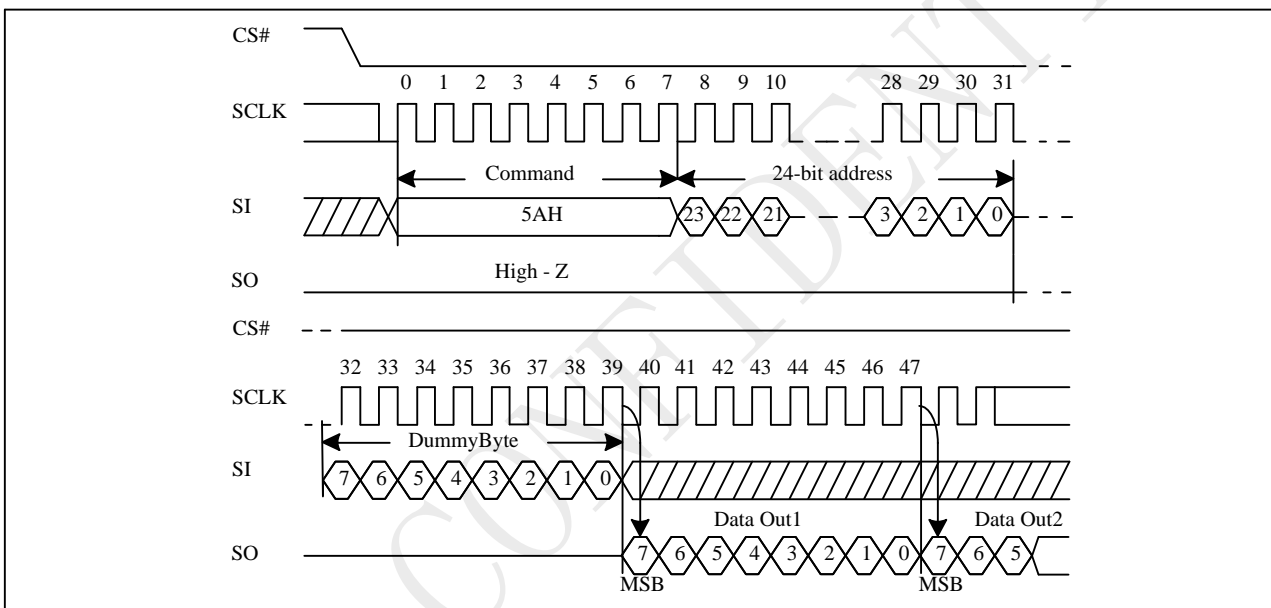 CS#
0 1 2 3 4 5 6 7 8 9 10 28 29 30 31
SCLK
Command 24-bit address
SI 5AH 23 22 21 3 2 1 0
High - Z
SO
CS#
32 33 34 35 36 37 38 39 40 41 42 43 44 45 46 47
SCLK
DummyByte
SI 7 6 5 4 3 2 1 0
Data Out1 Data Out2
SO 7 6 5 4 3 2 1 0 7 6 5
MSB MSB
CONFIDENT